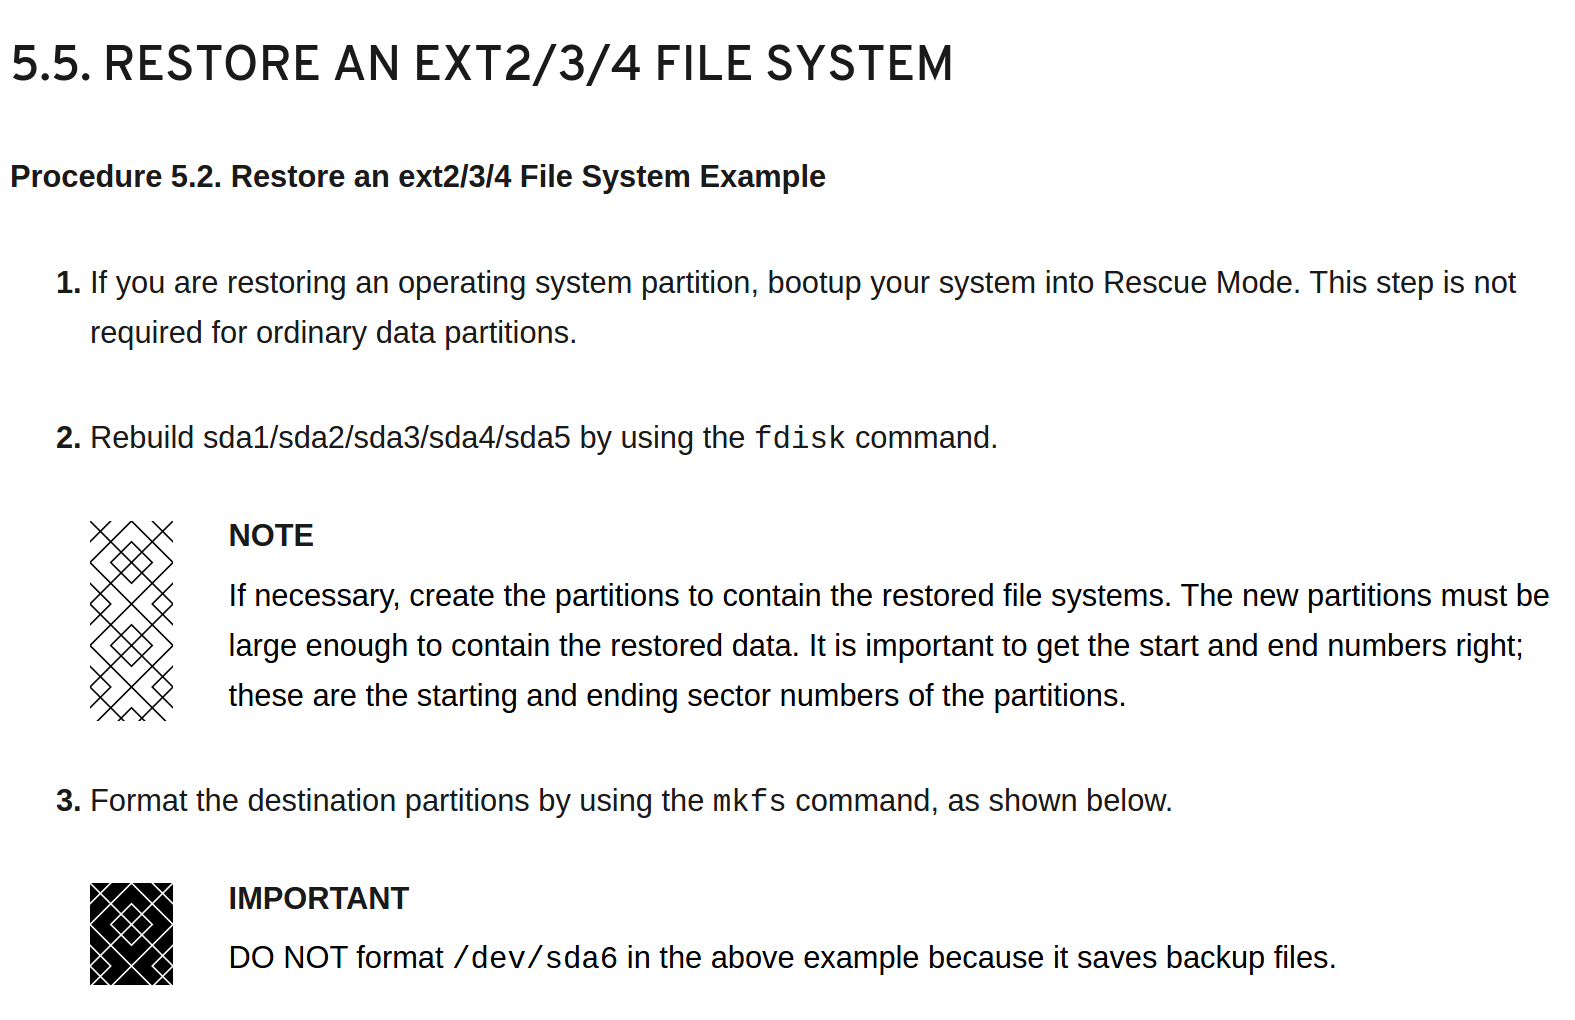 5.5. RESTORE AN EXT2/3/4 FILE SYSTEM
Procedure 5.2. Restore an ext2/3/4 File System Example
1. If you are restoring an operating system partition, bootup your system into Rescue Mode. This step is not
required for ordinary data partitions.
2. Rebuild sda1/sda2/sda3/sda4/sda5 by using the fdisk command.
NOTE
If necessary, create the partitions to contain the restored file systems. The new partitions must be
large enough to contain the restored data. It is important to get the start and end numbers right;
these are the starting and ending sector numbers of the partitions.
3. Format the destination partitions by using the mkfs command, as shown below.
IMPORTANT
DO NOT format /dev/sda6 in the above example because it saves backup files.